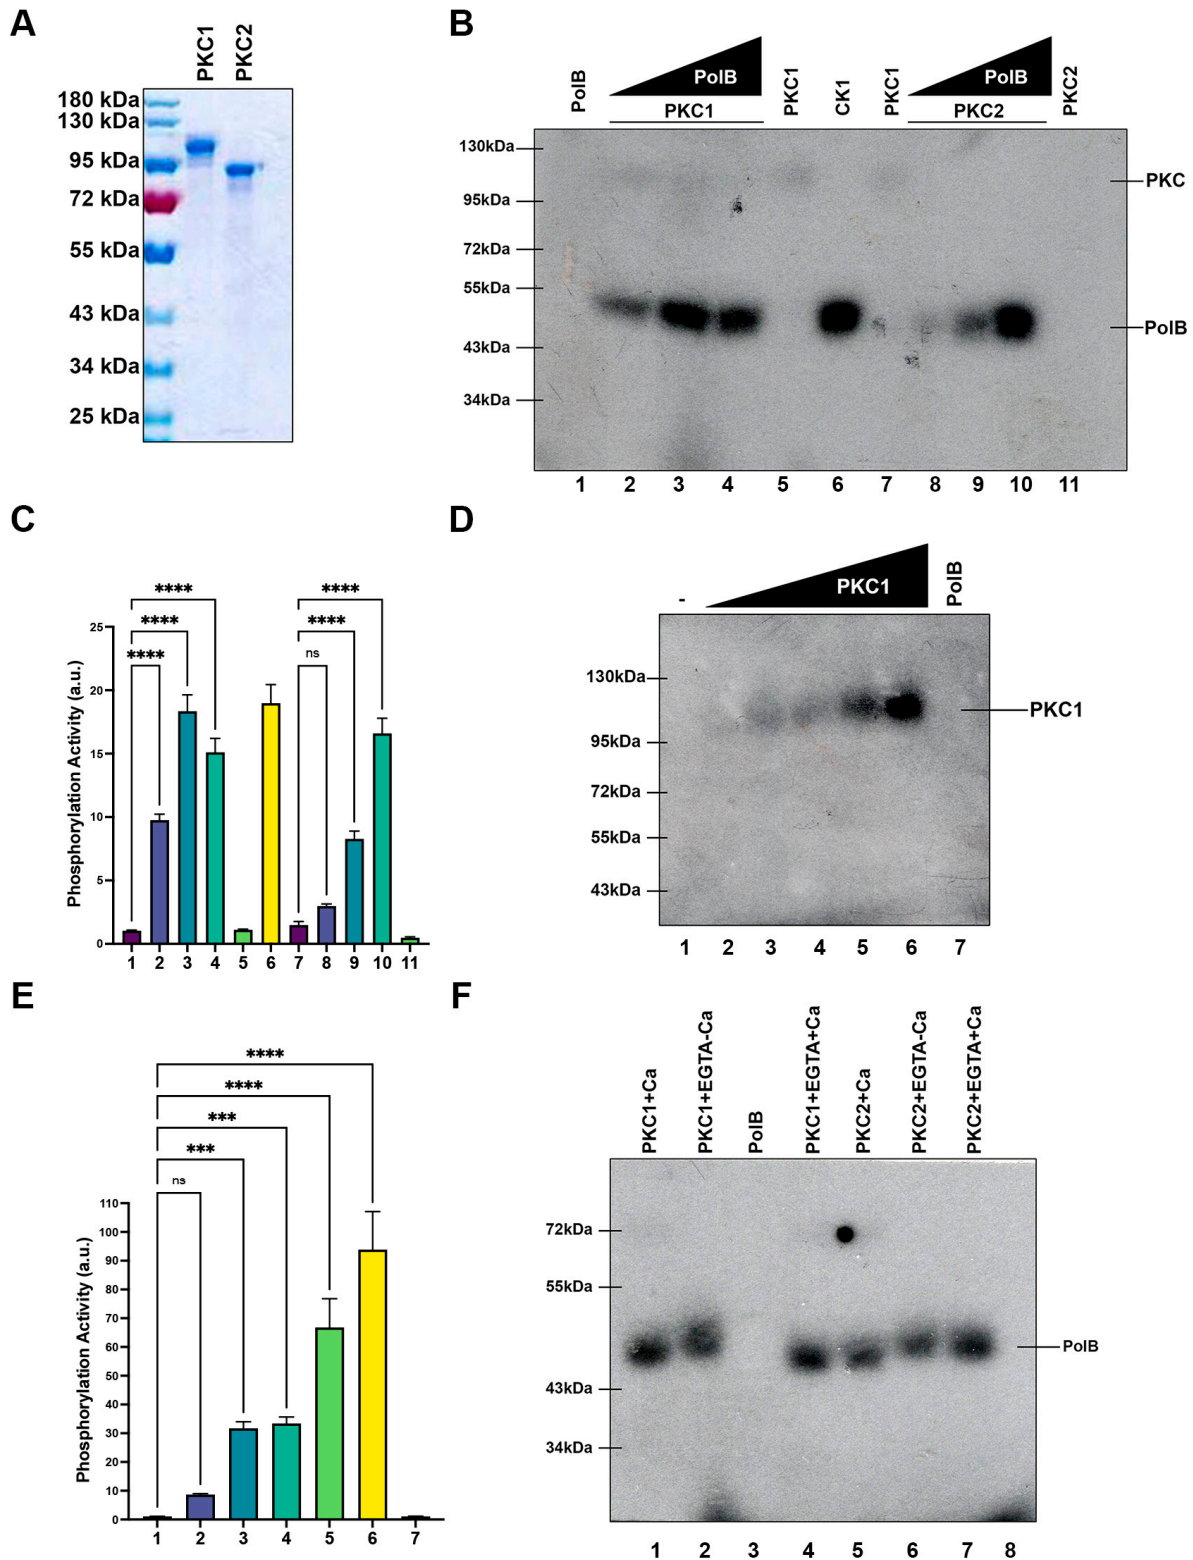 A
PKC1
PKC2
180 kDa
130 kDa
95 kDa
72 kDa
55 kDa
43 kDa
34 kDa
25 kDa
B
PolB
PolB
PKC1
PKC1
CK1
PKC1
PolB
PKC2
PKC2
130kDa
95kDa
72kDa
55kDa
43kDa
34kDa
PKC
PolB
1 2 3 4 5 6 7 8 9 10 11
C
**** ****
**** ****
**** ns
Phosphorylation Activity (a.u.)
25
20
15
10
5
0
1 2 3 4 5 6 7 8 9 10 11
D
-
PKC1
PolB
130kDa
95kDa
72kDa
55kDa
43kDa
PKC1
1 2 3 4 5 6 7
E
****
****
***
***
ns
Phosphorylation Activity (a.u.)
110
100
90
80
70
60
50
40
30
20
10
0
1 2 3 4 5 6 7
F
PKC1+Ca
PKC1+EGTA-Ca
PolB
PKC1+EGTA+Ca
PKC2+Ca
PKC2+EGTA-Ca
PKC2+EGTA+Ca
72kDa
55kDa
43kDa
34kDa
PolB
1 2 3 4 5 6 7 8